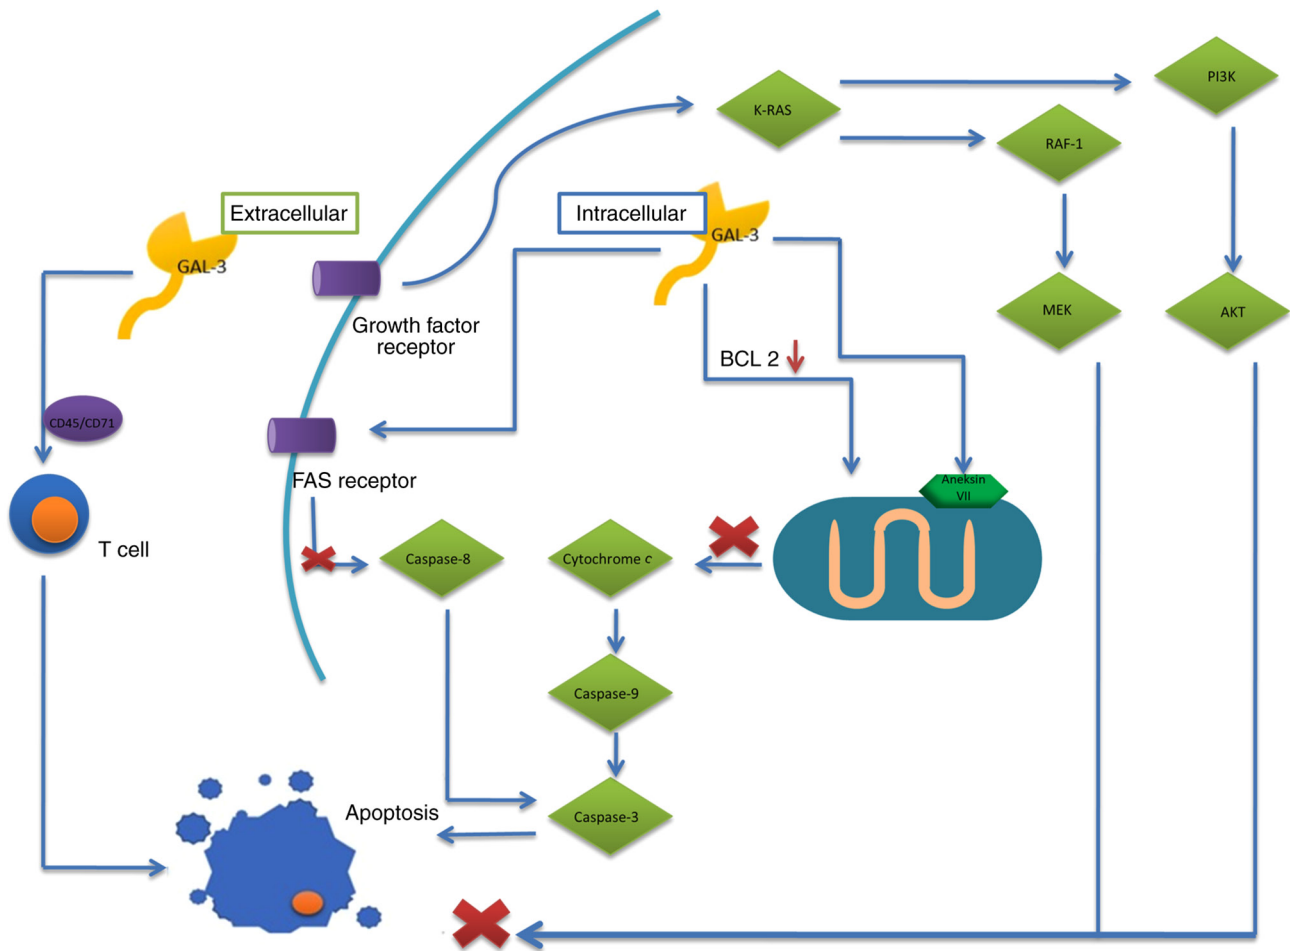 PI3K
K-RAS
RAF-1
Extracellular
Intracellular
GAL-3
GAL-3
MEK
AKT
Growth factor
receptor
BCL 2
CD45/CD71
FAS receptor
Aneksin
VII
T cell
Caspase-8
Cytochrome c
Caspase-9
Apoptosis
Caspase-3